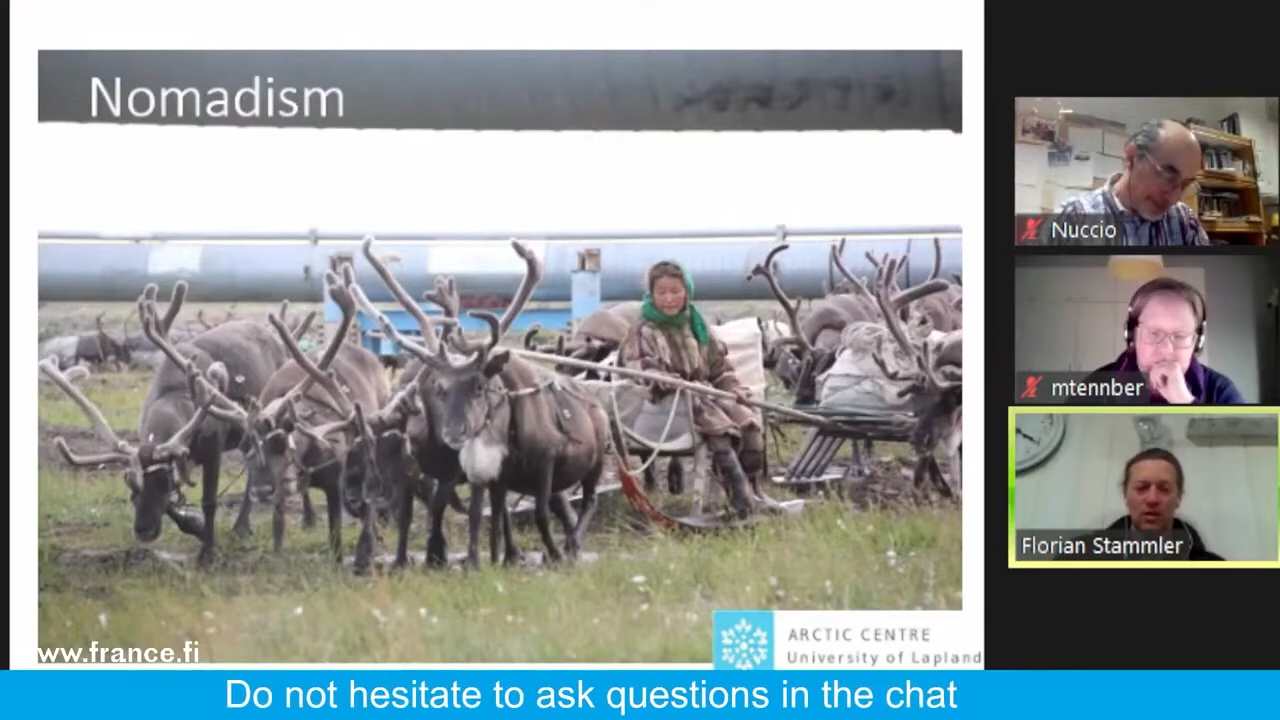 Nomadism
Nuccio
mtennber
Florian Stammler
ARCTIC CENTRE
University of Lapland
ww.france.fi
Do not hesitate to ask questions in the chat